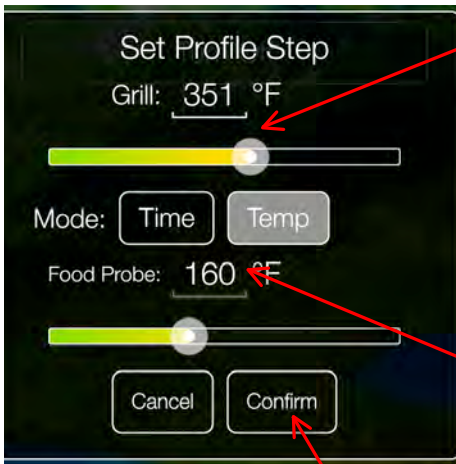 Set Profile Step
Grill: 351 °F
Mode: Time Temp
Food Probe: 160 °F
Cancel Confirm